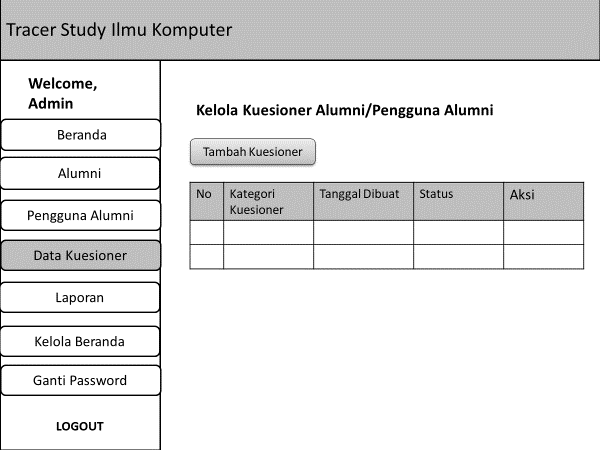 Tracer Study Ilmu Komputer
Welcome,
Admin
Beranda
Alumni
Pengguna Alumni
Data Kuesioner
Laporan
Kelola Beranda
Ganti Password
LOGOUT
Kelola Kuesioner Alumni/Pengguna Alumni
Tambah Kuesioner
No Kategori Tanggal Dibuat Status Aksi
Kuesioner